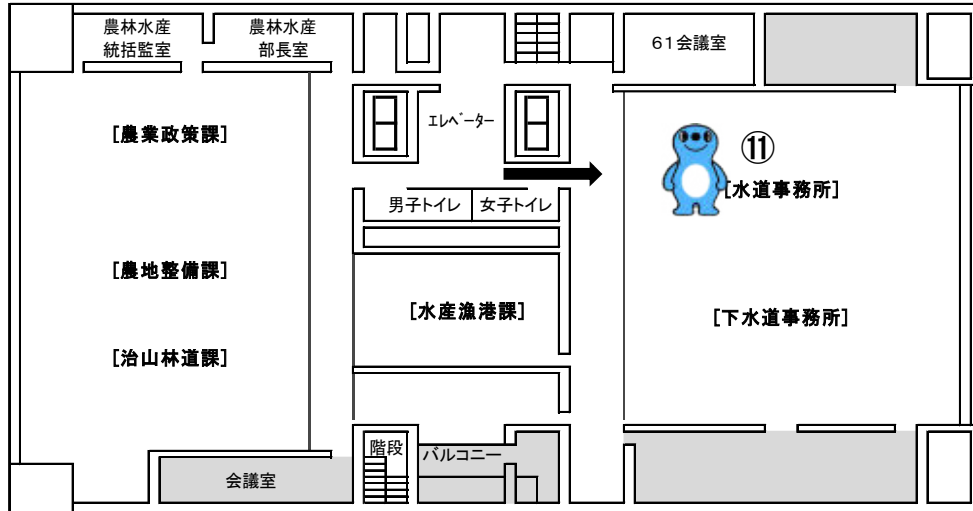 農林水産
統括監室
農林水産
部長室
61会議室
エレベーター
⑪
[農業政策課]
[水道事務所]
男子トイレ
女子トイレ
[農地整備課]
[水産漁港課]
[下水道事務所]
[治山林道課]
階段
バルコニー
会議室